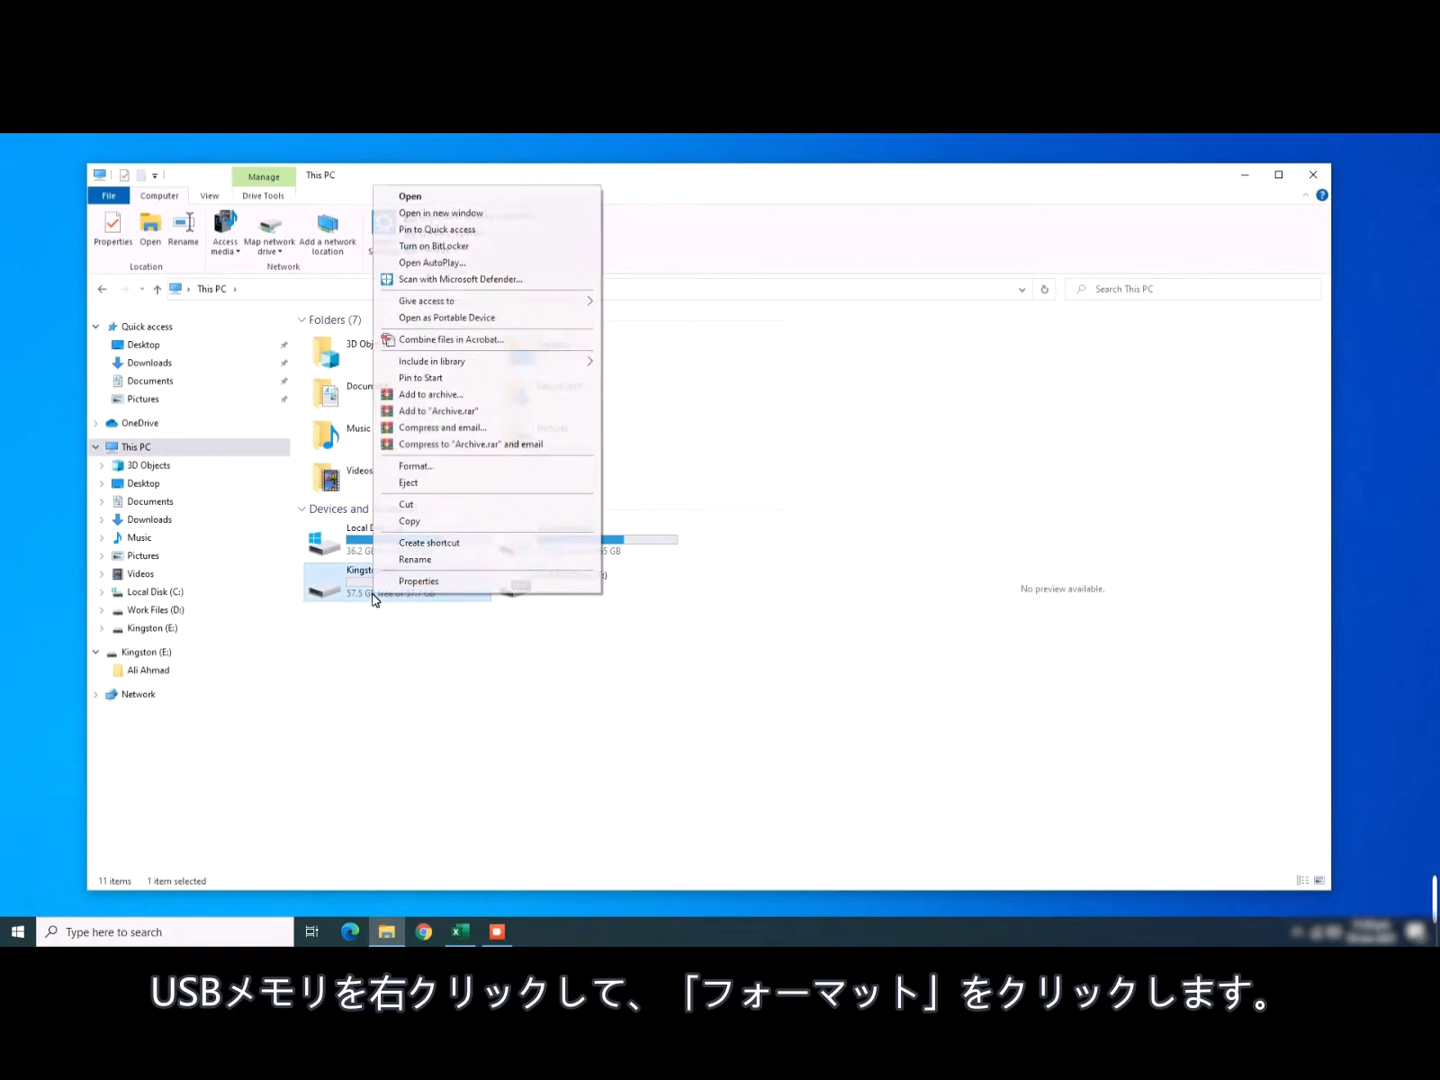 Manage
This PC
File
Computer
View
Drive Tools
Properties
Open
Rename
Access media
Map network drive
Add a network location
Location
Network
This PC
Search This PC
Quick access
Desktop
Downloads
Documents
Pictures
OneDrive
This PC
3D Objects
Desktop
Documents
Downloads
Music
Pictures
Videos
Local Disk (C:)
Work Files (D:)
Kingston (E:)
Kingston (E:)
Ali Ahmad
Network
Folders (7)
Music
Videos
Devices and
Local
36.2
57.5
Open
Open in new window
Pin to Quick access
Turn on BitLocker
Open AutoPlay...
Scan with Microsoft Defender...
Give access to
Open as Portable Device
Combine files in Acrobat...
Include in library
Pin to Start
Add to archive...
Add to "Archive.rar"
Compress and email...
Compress to "Archive.rar" and email
Format...
Eject
Cut
Copy
Create shortcut
Rename
Properties
No preview available.
11 items
1 item selected
Type here to search
USBメモリを右クリックして、「フォーマット」をクリックします。